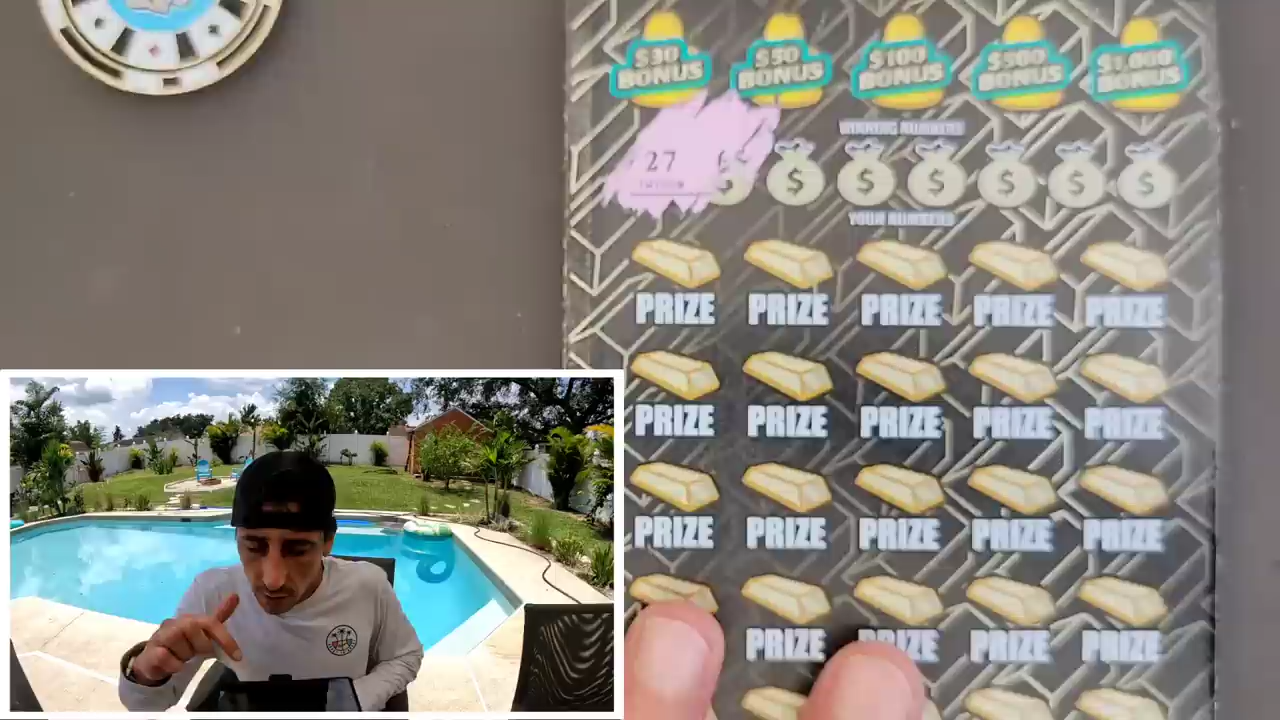 $30 $50 $100 $500 $1,000
BONUS BONUS BONUS BONUS BONUS
WINNING NUMBERS
27
$ $ $ $ $ $ $
YOUR NUMBERS
PRIZE PRIZE PRIZE PRIZE PRIZE
PRIZE PRIZE PRIZE PRIZE PRIZE
PRIZE PRIZE PRIZE PRIZE PRIZE
PRIZE PRIZE PRIZE PRIZE